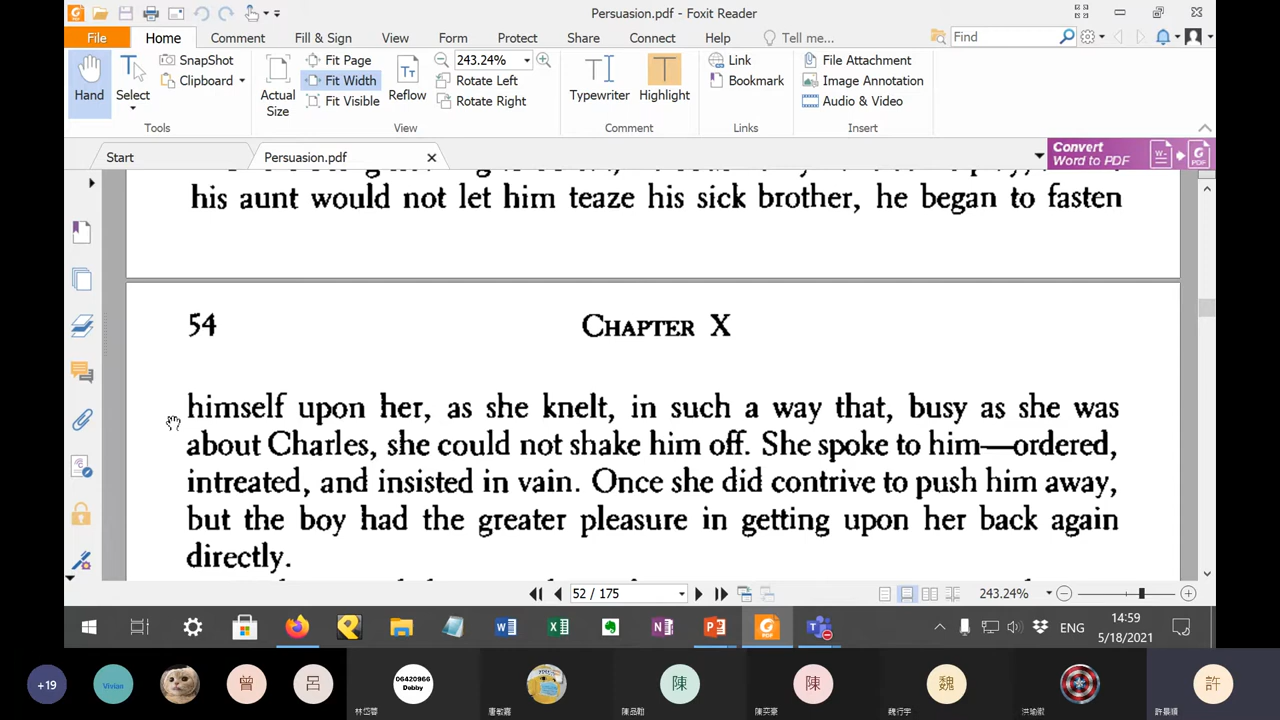 Persuasion.pdf - Foxit Reader
File Home Comment Fill & Sign View Form Protect Share Connect Help Tell me... Find
Hand
Select
SnapShot
Clipboard
Tools
Actual Size
Fit Page
Fit Width
Fit Visible
Reflow
243.24%
Rotate Left
Rotate Right
View
Typewriter
Highlight
Comment
Link
Bookmark
Links
File Attachment
Image Annotation
Audio & Video
Insert
Start
Persuasion.pdf
Convert
Word to PDF
his aunt would not let him teaze his sick brother, he began to fasten
54 CHAPTER X
himself upon her, as she knelt, in such a way that, busy as she was
about Charles, she could not shake him off. She spoke to him—ordered,
intreated, and insisted in vain. Once she did contrive to push him away,
but the boy had the greater pleasure in getting upon her back again
directly.
52 / 175
243.24%
ENG
14:59
5/18/2021
+19
Vivian
曾
呂
06420966
Dobby
陳
陳
魏
許